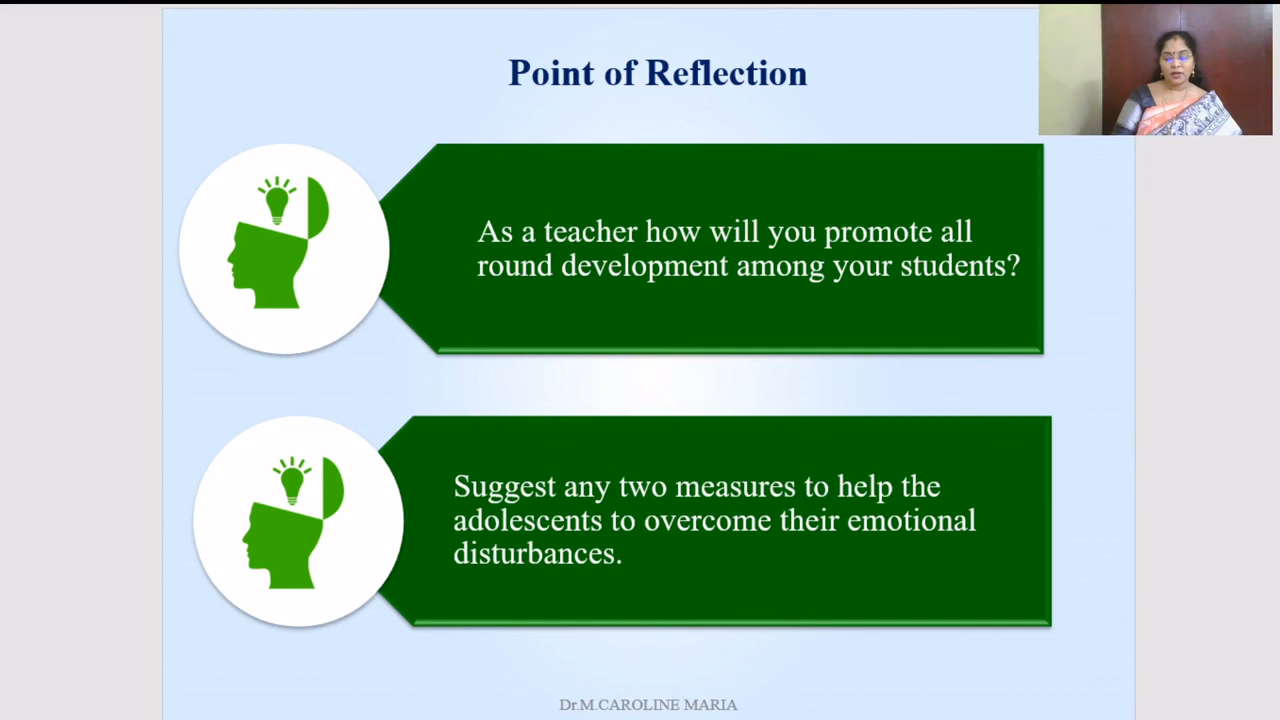 Point of Reflection
As a teacher how will you promote all
round development among your students?
Suggest any two measures to help the
adolescents to overcome their emotional
disturbances.
Dr.M.CAROLINE MARIA